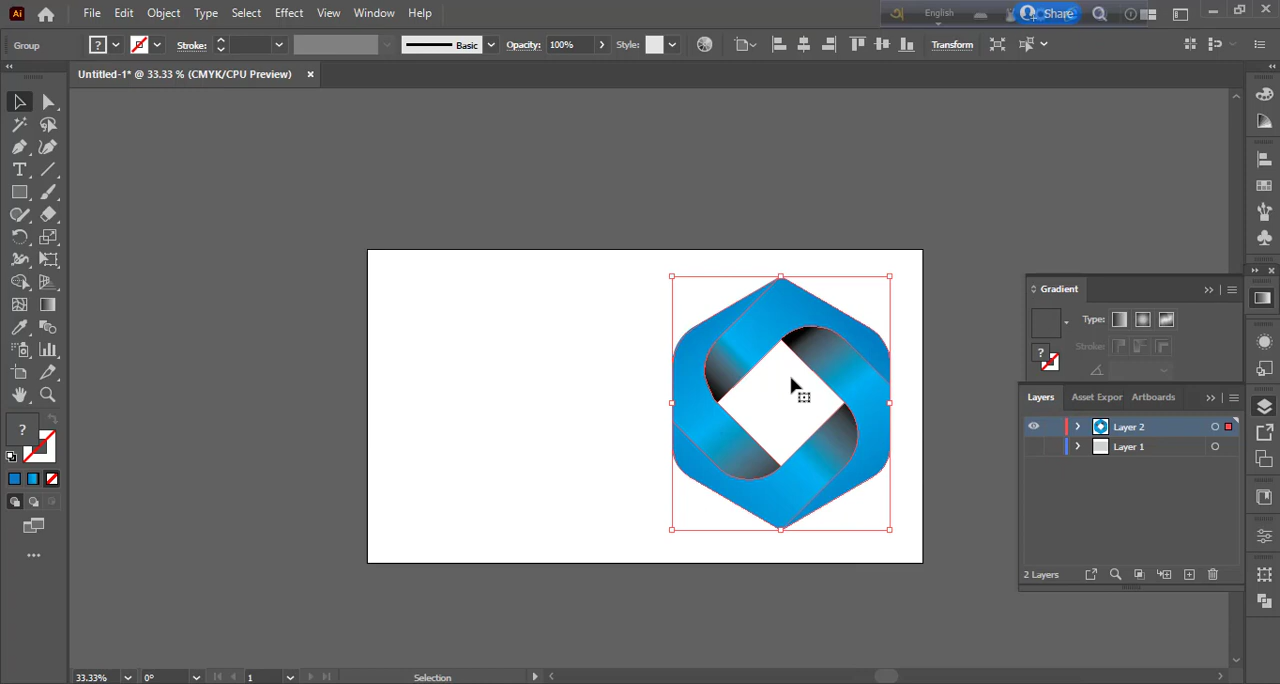 Ai File Edit Object Type Select Effect View Window Help English Share
Group ? Stroke: Basic Opacity: 100% Style: Transform
Untitled-1* @ 33.33 % (CMYK/CPU Preview)
Gradient
Type:
Stroke:
?
Layers Asset Expor Artboards
Layer 2
Layer 1
2 Layers
?
33.33% 0° 1 Selection